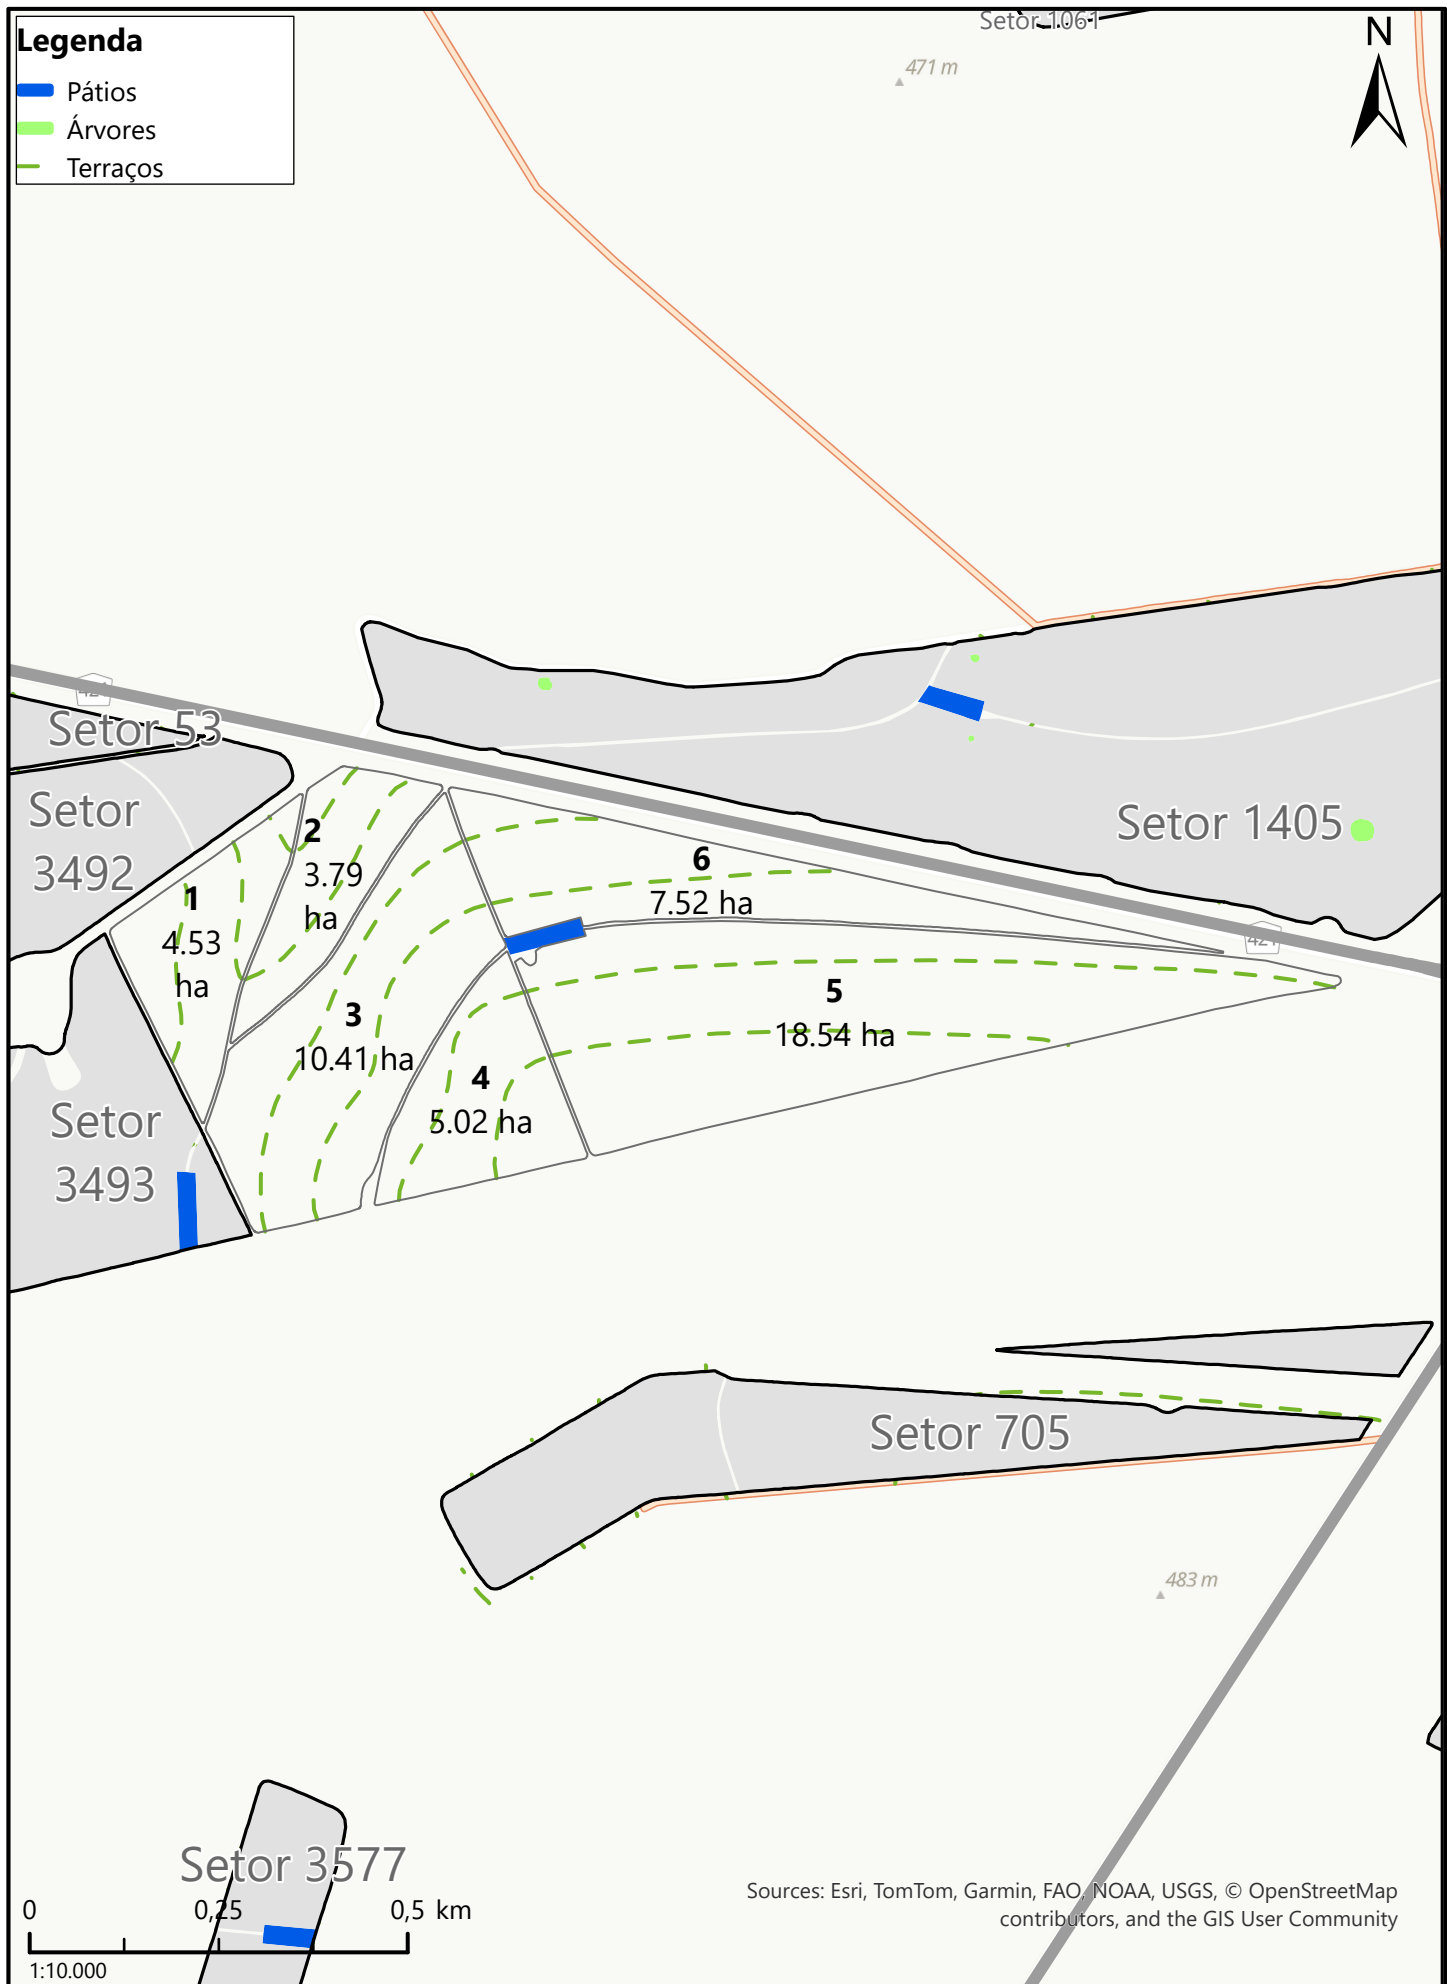 Legenda
Pátios
Árvores
Terraços
Setor 1061
471 m
N
421
Setor 53
Setor
3492
Setor 1405
1
4.53
ha
2
3.79
ha
6
7.52 ha
421
3
10.41 ha
5
18.54 ha
4
5.02 ha
Setor
3493
Setor 705
483 m
Setor 3577
0
0,25
0,5 km
1:10.000
Sources: Esri, TomTom, Garmin, FAO, NOAA, USGS, © OpenStreetMap
contributors, and the GIS User Community